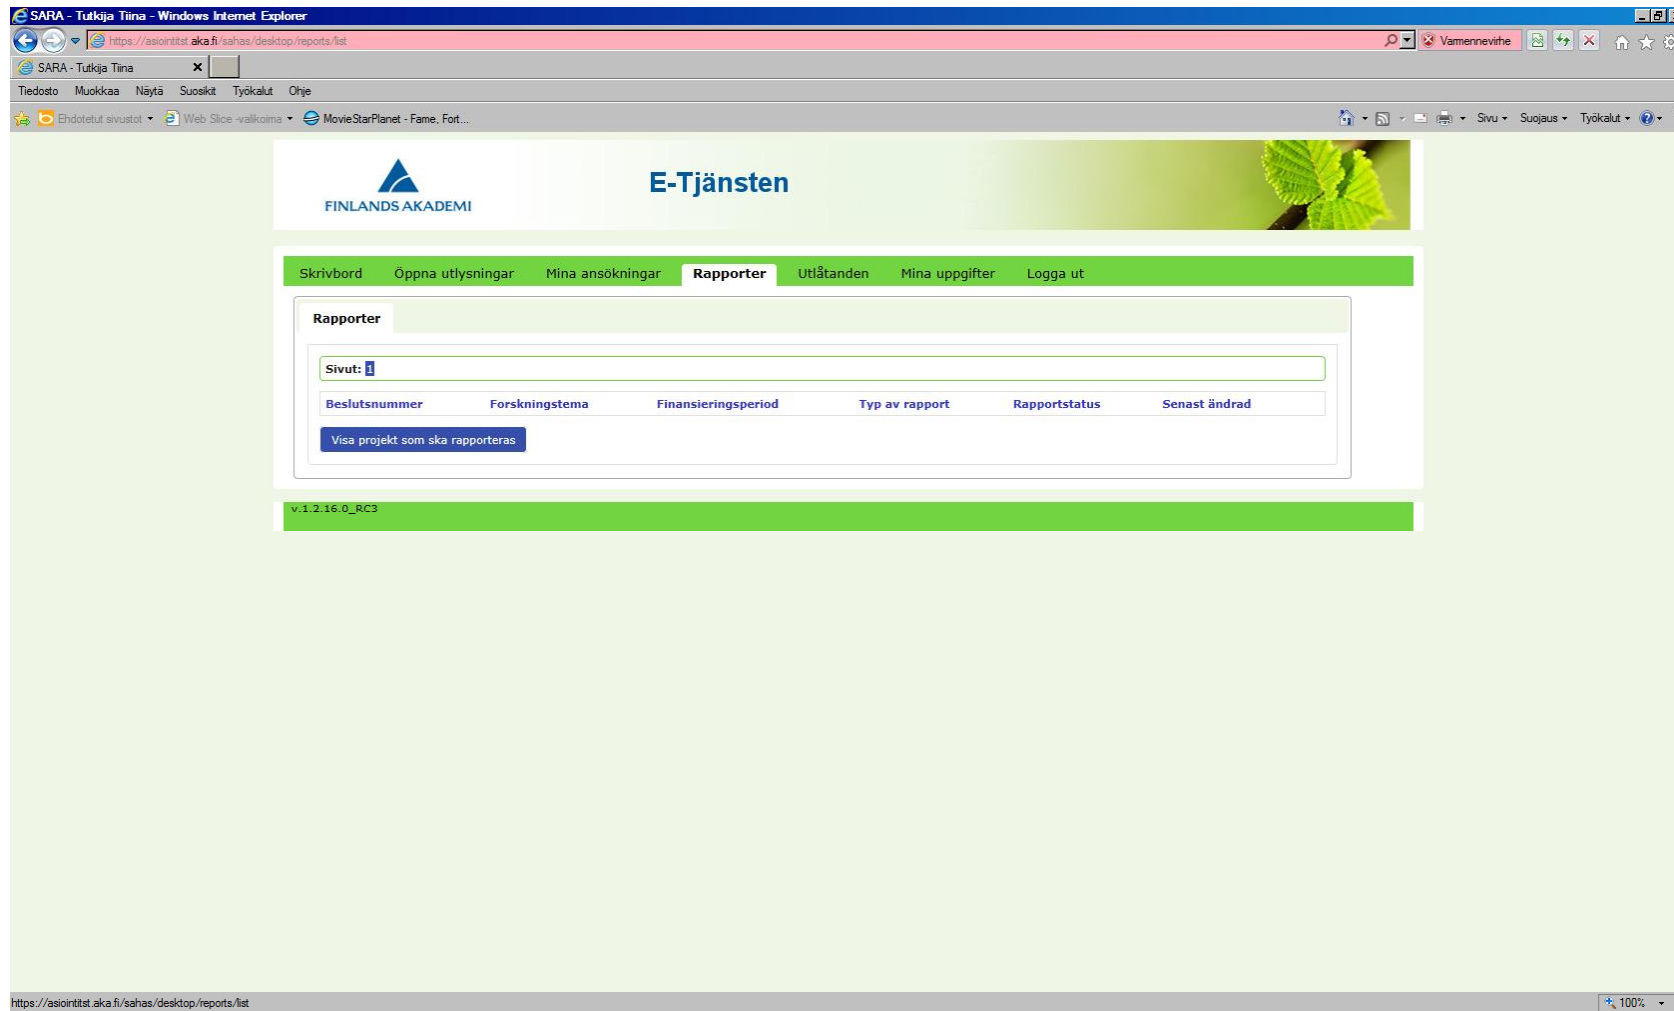 SARA - Tutkija Tiina - Windows Internet Explorer
https://asiointitst.aka.fi/sahas/desktop/reports/list Varmennevirhe
SARA - Tutkija Tiina
Tiedosto Muokkaa Näytä Suosikit Työkalut Ohje
Ehdotetut sivustot Web Slice -valikoima MovieStarPlanet - Fame, Fort... Sivu Suojaus Työkalut
E-Tjänsten
FINLANDS AKADEMI
Skrivbord Öppna utlysningar Mina ansökningar Rapporter Utlåtanden Mina uppgifter Logga ut
Rapporter
Sivut: 1
Beslutsnummer Forskningstema Finansieringsperiod Typ av rapport Rapportstatus Senast ändrad
Visa projekt som ska rapporteras
v.1.2.16.0_RC3
https://asiointitst.aka.fi/sahas/desktop/reports/list 100%